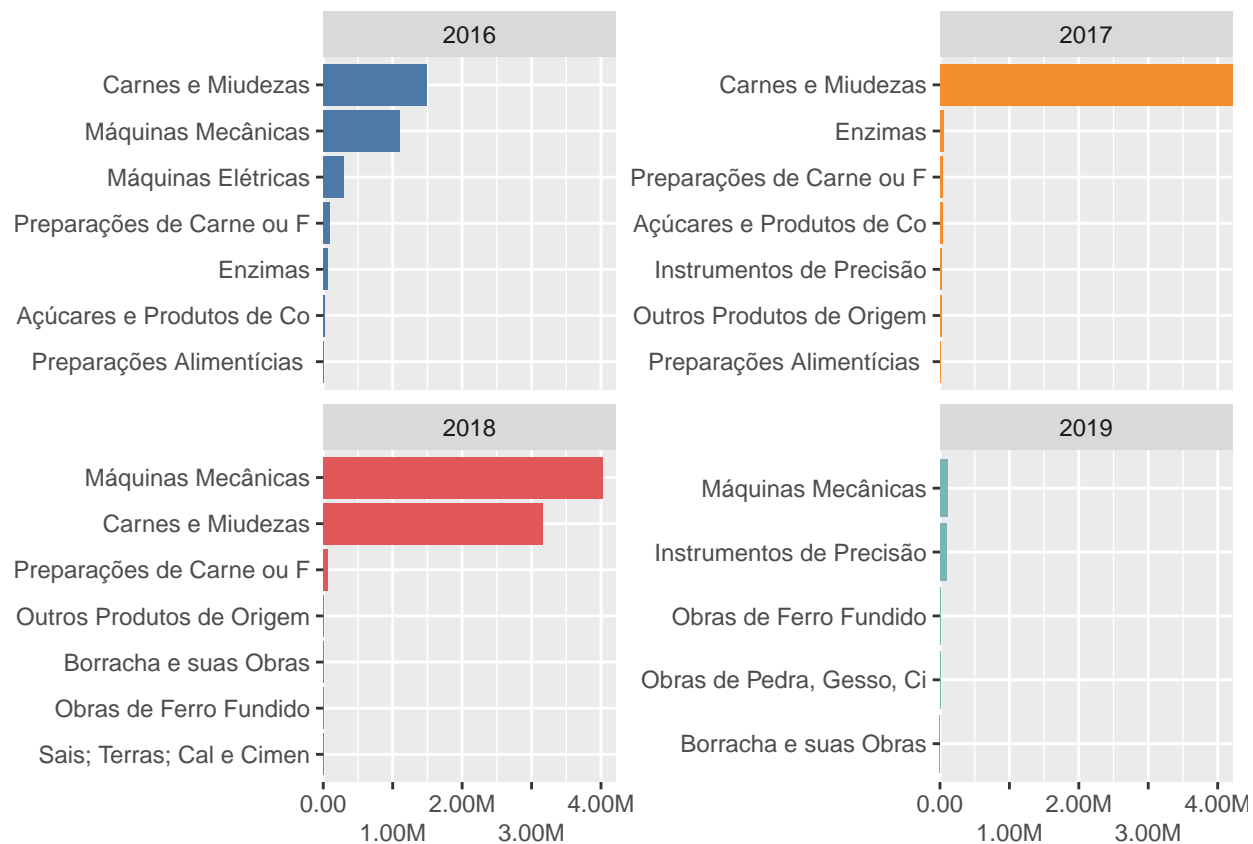 2016
Carnes e Miudezas
Máquinas Mecânicas
Máquinas Elétricas
Preparações de Carne ou F
Enzimas
Açúcares e Produtos de Co
Preparações Alimentícias
2017
Carnes e Miudezas
Enzimas
Preparações de Carne ou F
Açúcares e Produtos de Co
Instrumentos de Precisão
Outros Produtos de Origem
Preparações Alimentícias
2018
Máquinas Mecânicas
Carnes e Miudezas
Preparações de Carne ou F
Outros Produtos de Origem
Borracha e suas Obras
Obras de Ferro Fundido
Sais; Terras; Cal e Cimen
0.00 2.00M 4.00M
1.00M 3.00M
2019
Máquinas Mecânicas
Instrumentos de Precisão
Obras de Ferro Fundido
Obras de Pedra, Gesso, Ci
Borracha e suas Obras
0.00 2.00M 4.00M
1.00M 3.00M